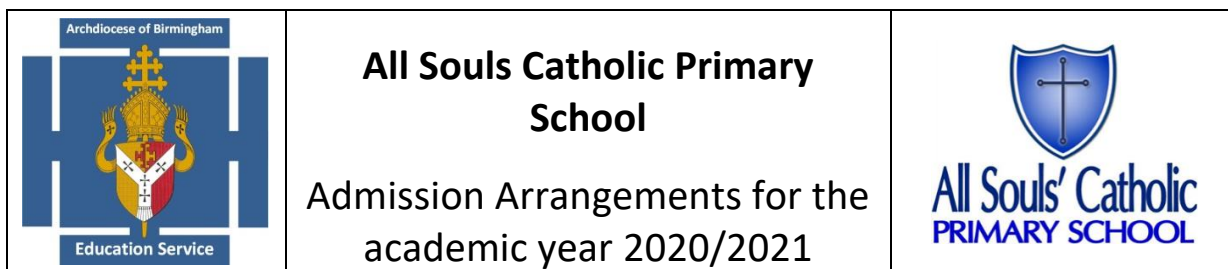 Archdiocese of Birmingham
Education Service
All Souls Catholic Primary
School
Admission Arrangements for the
academic year 2020/2021
All Souls' Catholic
PRIMARY SCHOOL